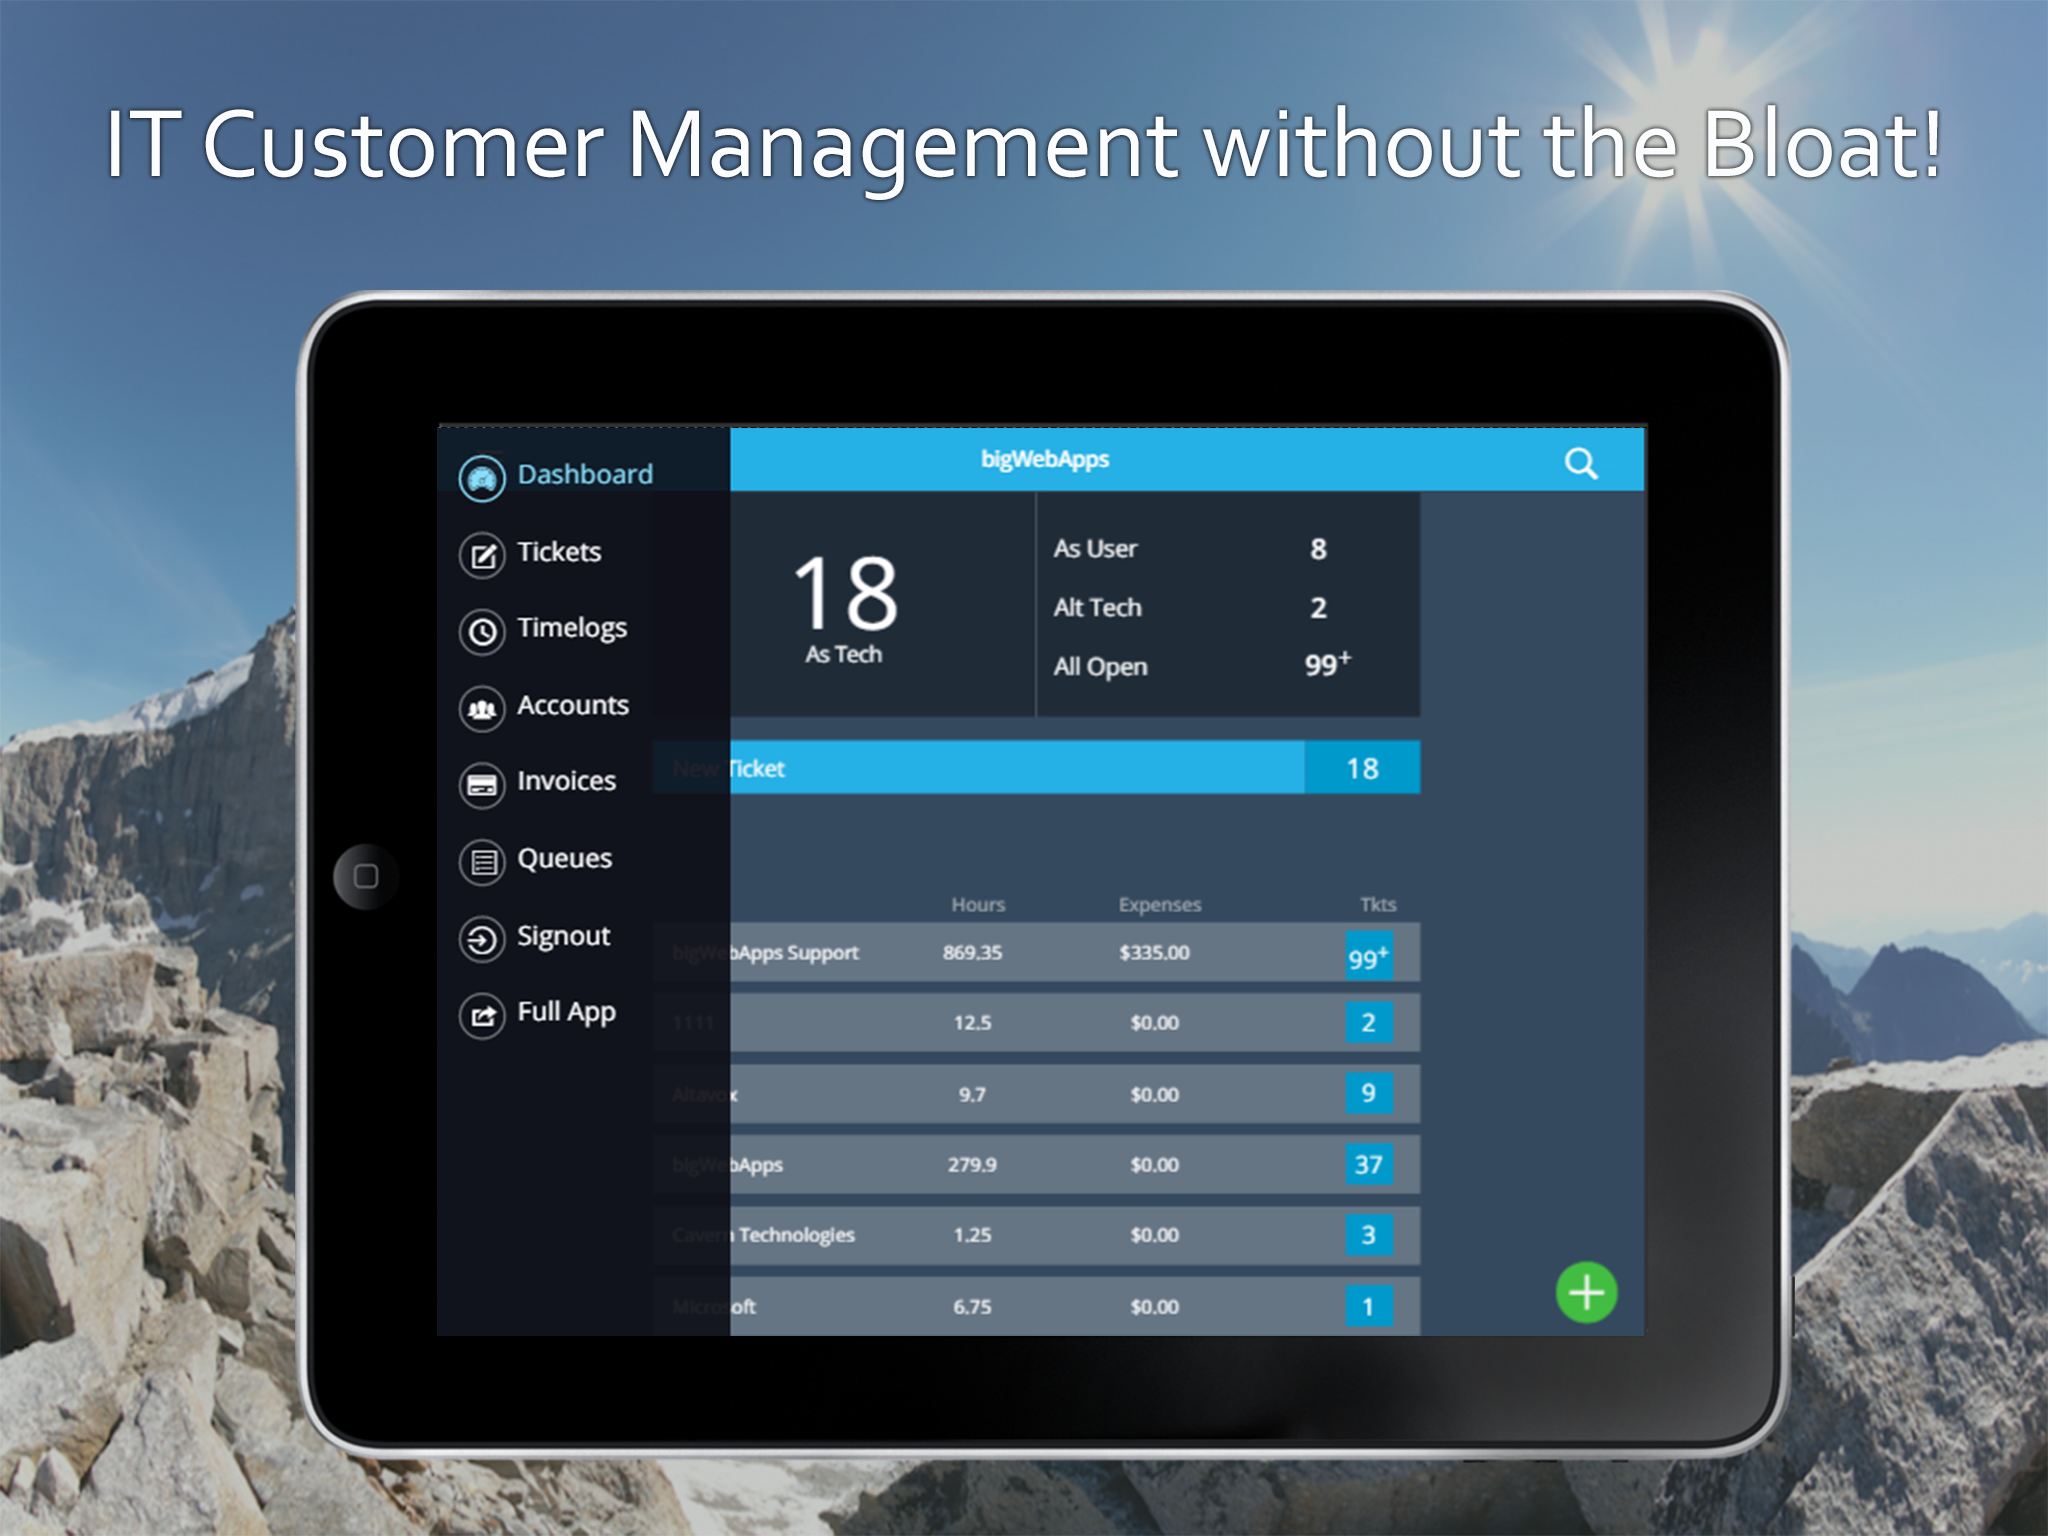 IT Customer Management without the Bloat!
bigWebApps
Dashboard
Tickets
Timelogs
Accounts
Invoices
Queues
Signout
Full App
18
As Tech
As User 8
Alt Tech 2
All Open 99+
New Ticket 18
Hours Expenses Tkts
bigWebApps Support 869.35 $335.00 99+
1111 12.5 $0.00 2
Altavox 9.7 $0.00 9
bigWebApps 279.9 $0.00 37
Cavern Technologies 1.25 $0.00 3
Microsoft 6.75 $0.00 1